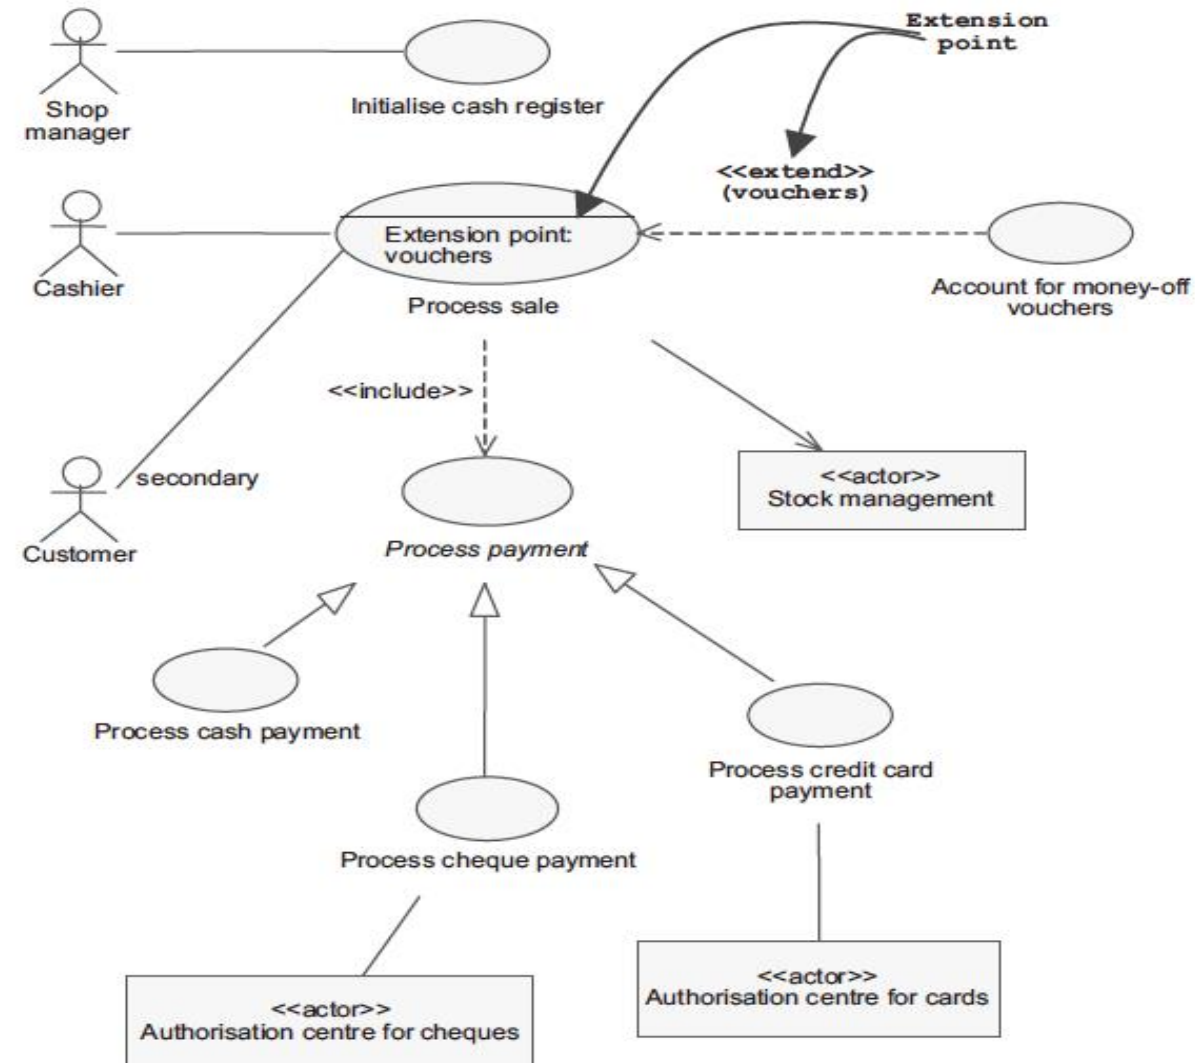 Extension
point
Shop
manager
Initialise cash register
<<extend>>
(vouchers)
Extension point:
vouchers
Cashier
Process sale
Account for money-off
vouchers
<<include>>
secondary
Customer
<<actor>>
Stock management
Process payment
Process cash payment
Process credit card
payment
Process cheque payment
<<actor>>
Authorisation centre for cards
<<actor>>
Authorisation centre for cheques